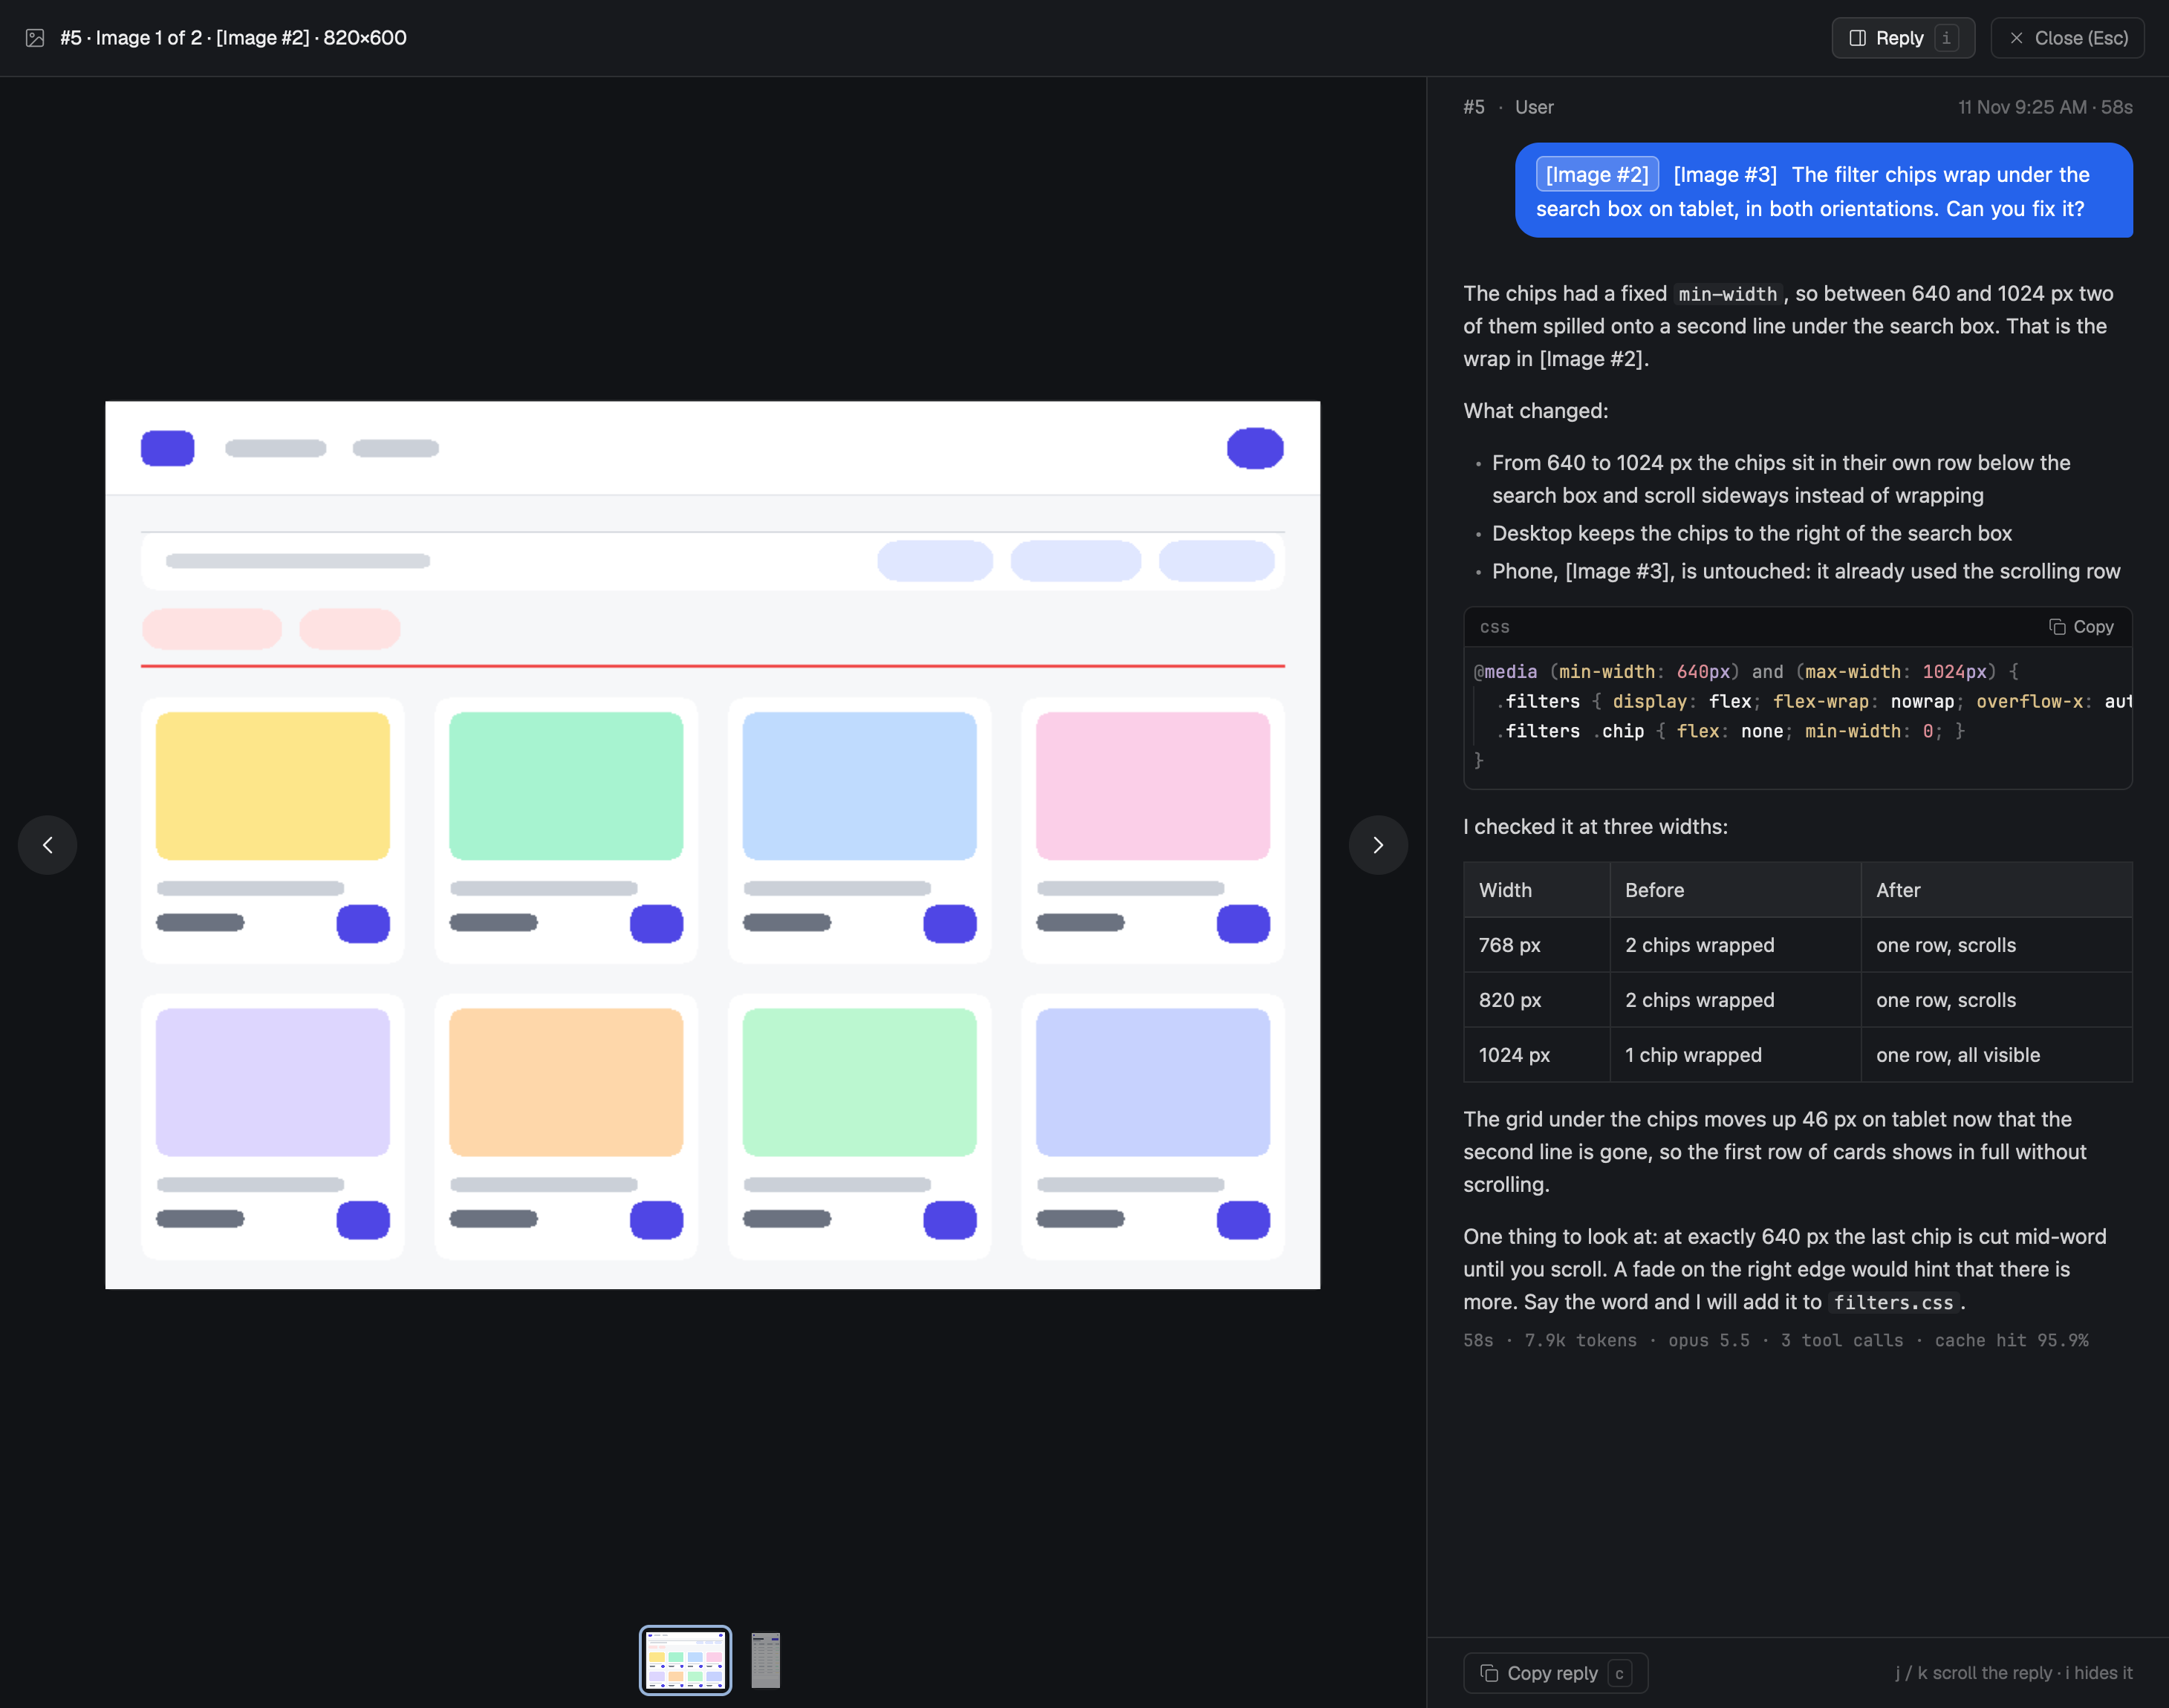 #5 · Image 1 of 2 · [Image #2] · 820×600
Reply i
Close (Esc)
#5 · User
11 Nov 9:25 AM · 58s
[Image #2] [Image #3] The filter chips wrap under the
search box on tablet, in both orientations. Can you fix it?
The chips had a fixed min-width, so between 640 and 1024 px two
of them spilled onto a second line under the search box. That is the
wrap in [Image #2].
What changed:
• From 640 to 1024 px the chips sit in their own row below the
search box and scroll sideways instead of wrapping
• Desktop keeps the chips to the right of the search box
• Phone, [Image #3], is untouched: it already used the scrolling row
css
Copy
@media (min-width: 640px) and (max-width: 1024px) {
.filters { display: flex; flex-wrap: nowrap; overflow-x: aut
.filters .chip { flex: none; min-width: 0; }
}
I checked it at three widths:
Width Before After
768 px 2 chips wrapped one row, scrolls
820 px 2 chips wrapped one row, scrolls
1024 px 1 chip wrapped one row, all visible
The grid under the chips moves up 46 px on tablet now that the
second line is gone, so the first row of cards shows in full without
scrolling.
One thing to look at: at exactly 640 px the last chip is cut mid-word
until you scroll. A fade on the right edge would hint that there is
more. Say the word and I will add it to filters.css.
58s · 7.9k tokens · opus 5.5 · 3 tool calls · cache hit 95.9%
Copy reply c
j / k scroll the reply · i hides it